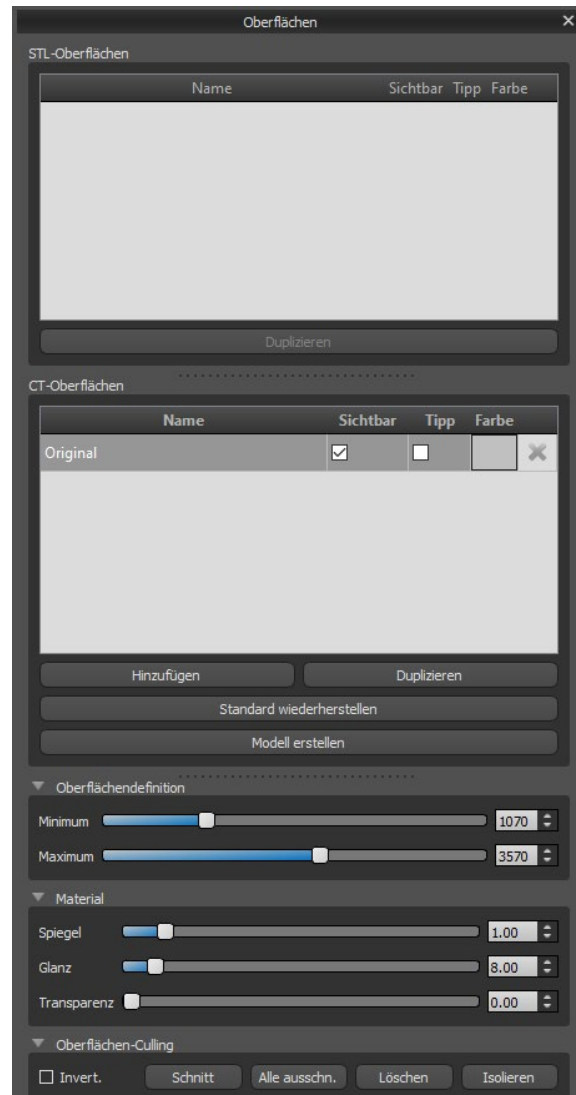 Oberflächen
STL-Oberflächen
Name Sichtbar Tipp Farbe
Duplizieren
CT-Oberflächen
Name Sichtbar Tipp Farbe
Original
Hinzufügen Duplizieren
Standard wiederherstellen
Modell erstellen
Oberflächendefinition
Minimum 1070
Maximum 3570
Material
Spiegel 1.00
Glanz 8.00
Transparenz 0.00
Oberflächen-Culling
Invert. Schnitt Alle ausschn. Löschen Isolieren